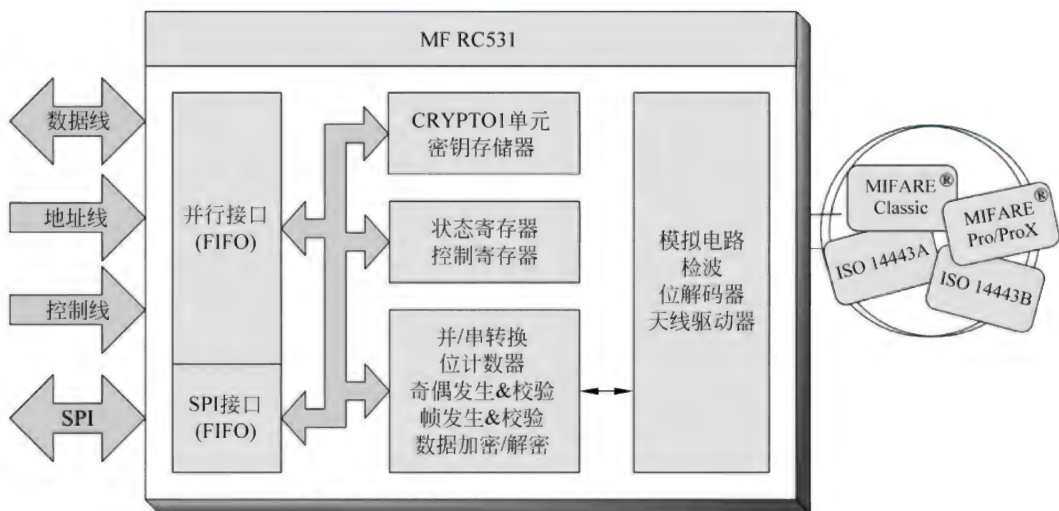 MF RC531
数据线
地址线
控制线
SPI
并行接口
(FIFO)
SPI接口
(FIFO)
CRYPTO1单元
密钥存储器
状态寄存器
控制寄存器
并/串转换
位计数器
奇偶发生&校验
帧发生&校验
数据加密/解密
模拟电路
检波
位解码器
天线驱动器
MIFARE®
Classic
MIFARE®
Pro/ProX
ISO 14443A
ISO 14443B